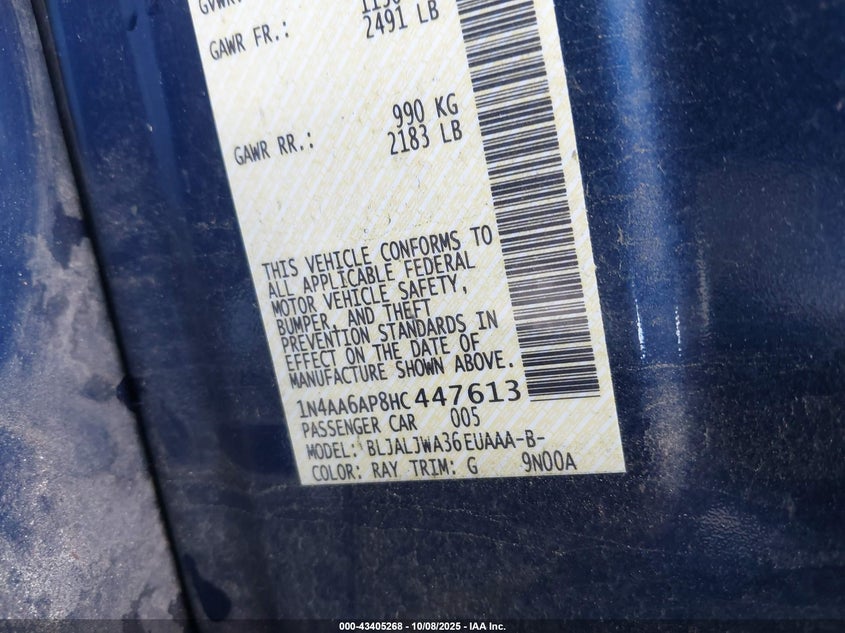 GVWR:
GAWR FR.:
2491 LB
990 KG
GAWR RR.:
2183 LB
THIS VEHICLE CONFORMS TO
ALL APPLICABLE FEDERAL
MOTOR VEHICLE SAFETY,
BUMPER, AND THEFT
PREVENTION STANDARDS IN
EFFECT ON THE DATE OF
MANUFACTURE SHOWN ABOVE.
1N4AA6AP8HC447613
PASSENGER CAR 005
MODEL: BLJALJWA36EUAAA-B-
COLOR: RAY TRIM: G 9N00A
000-43405268 - 10/08/2025 - IAA Inc.